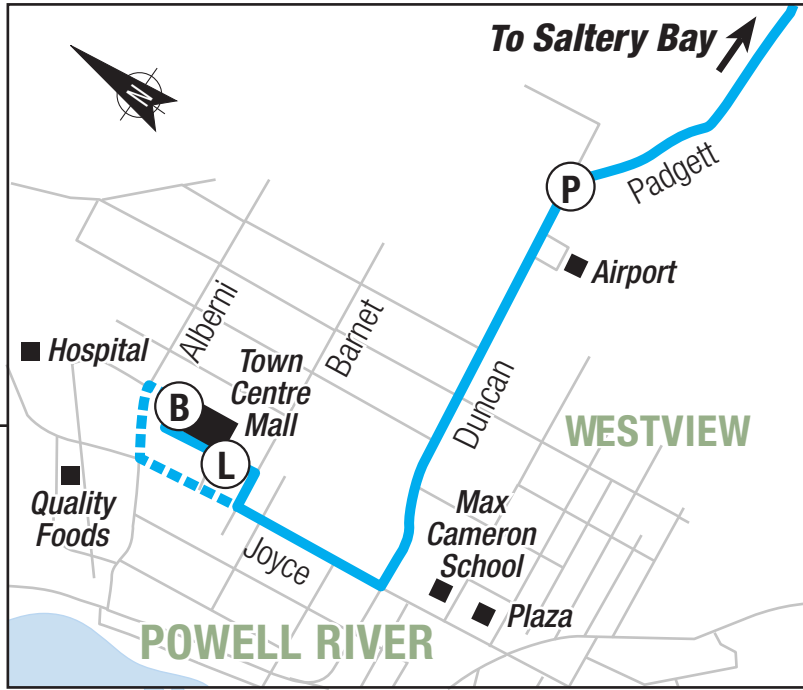 To Saltery Bay
N
P
Padgett
Airport
Alberni
Barnet
Hospital
Town
Centre
Mall
B
Duncan
WESTVIEW
L
Quality
Foods
Max
Cameron
School
Joyce
Plaza
POWELL RIVER